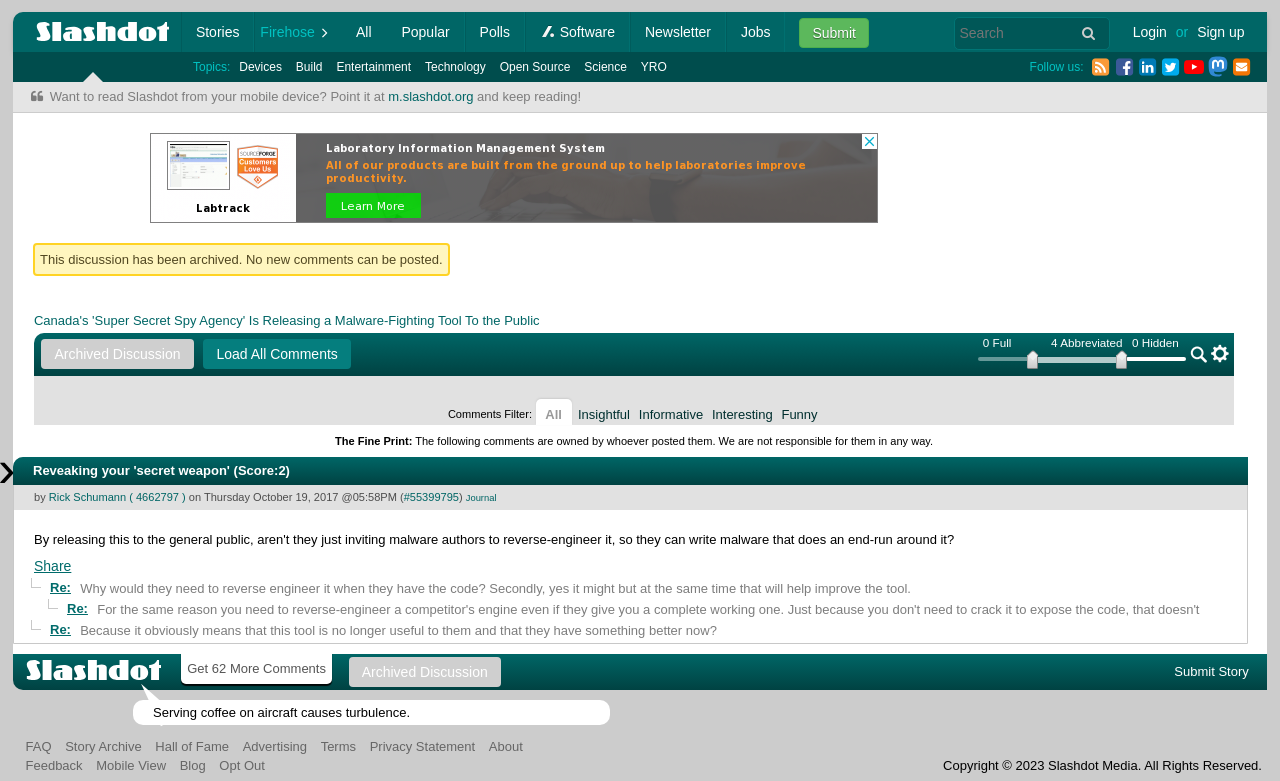 Slashdot Stories Firehose All Popular Polls Software Newsletter Jobs Submit Search Login or Sign up
Topics: Devices Build Entertainment Technology Open Source Science YRO Follow us:
Want to read Slashdot from your mobile device? Point it at m.slashdot.org and keep reading!
SOURCEFORGE
Customers
Love Us
Labtrack
Laboratory Information Management System
All of our products are built from the ground up to help laboratories improve
productivity.
Learn More
This discussion has been archived. No new comments can be posted.
Canada's 'Super Secret Spy Agency' Is Releasing a Malware-Fighting Tool To the Public
Archived Discussion Load All Comments 0 Full 4 Abbreviated 0 Hidden
Comments Filter: All Insightful Informative Interesting Funny
The Fine Print: The following comments are owned by whoever posted them. We are not responsible for them in any way.
Reveaking your 'secret weapon' (Score:2)
by Rick Schumann ( 4662797 ) on Thursday October 19, 2017 @05:58PM (#55399795) Journal
By releasing this to the general public, aren't they just inviting malware authors to reverse-engineer it, so they can write malware that does an end-run around it?
Share
Re: Why would they need to reverse engineer it when they have the code? Secondly, yes it might but at the same time that will help improve the tool.
Re: For the same reason you need to reverse-engineer a competitor's engine even if they give you a complete working one. Just because you don't need to crack it to expose the code, that doesn't
Re: Because it obviously means that this tool is no longer useful to them and that they have something better now?
Slashdot Get 62 More Comments Archived Discussion Submit Story
Serving coffee on aircraft causes turbulence.
FAQ Story Archive Hall of Fame Advertising Terms Privacy Statement About
Feedback Mobile View Blog Opt Out
Copyright © 2023 Slashdot Media. All Rights Reserved.